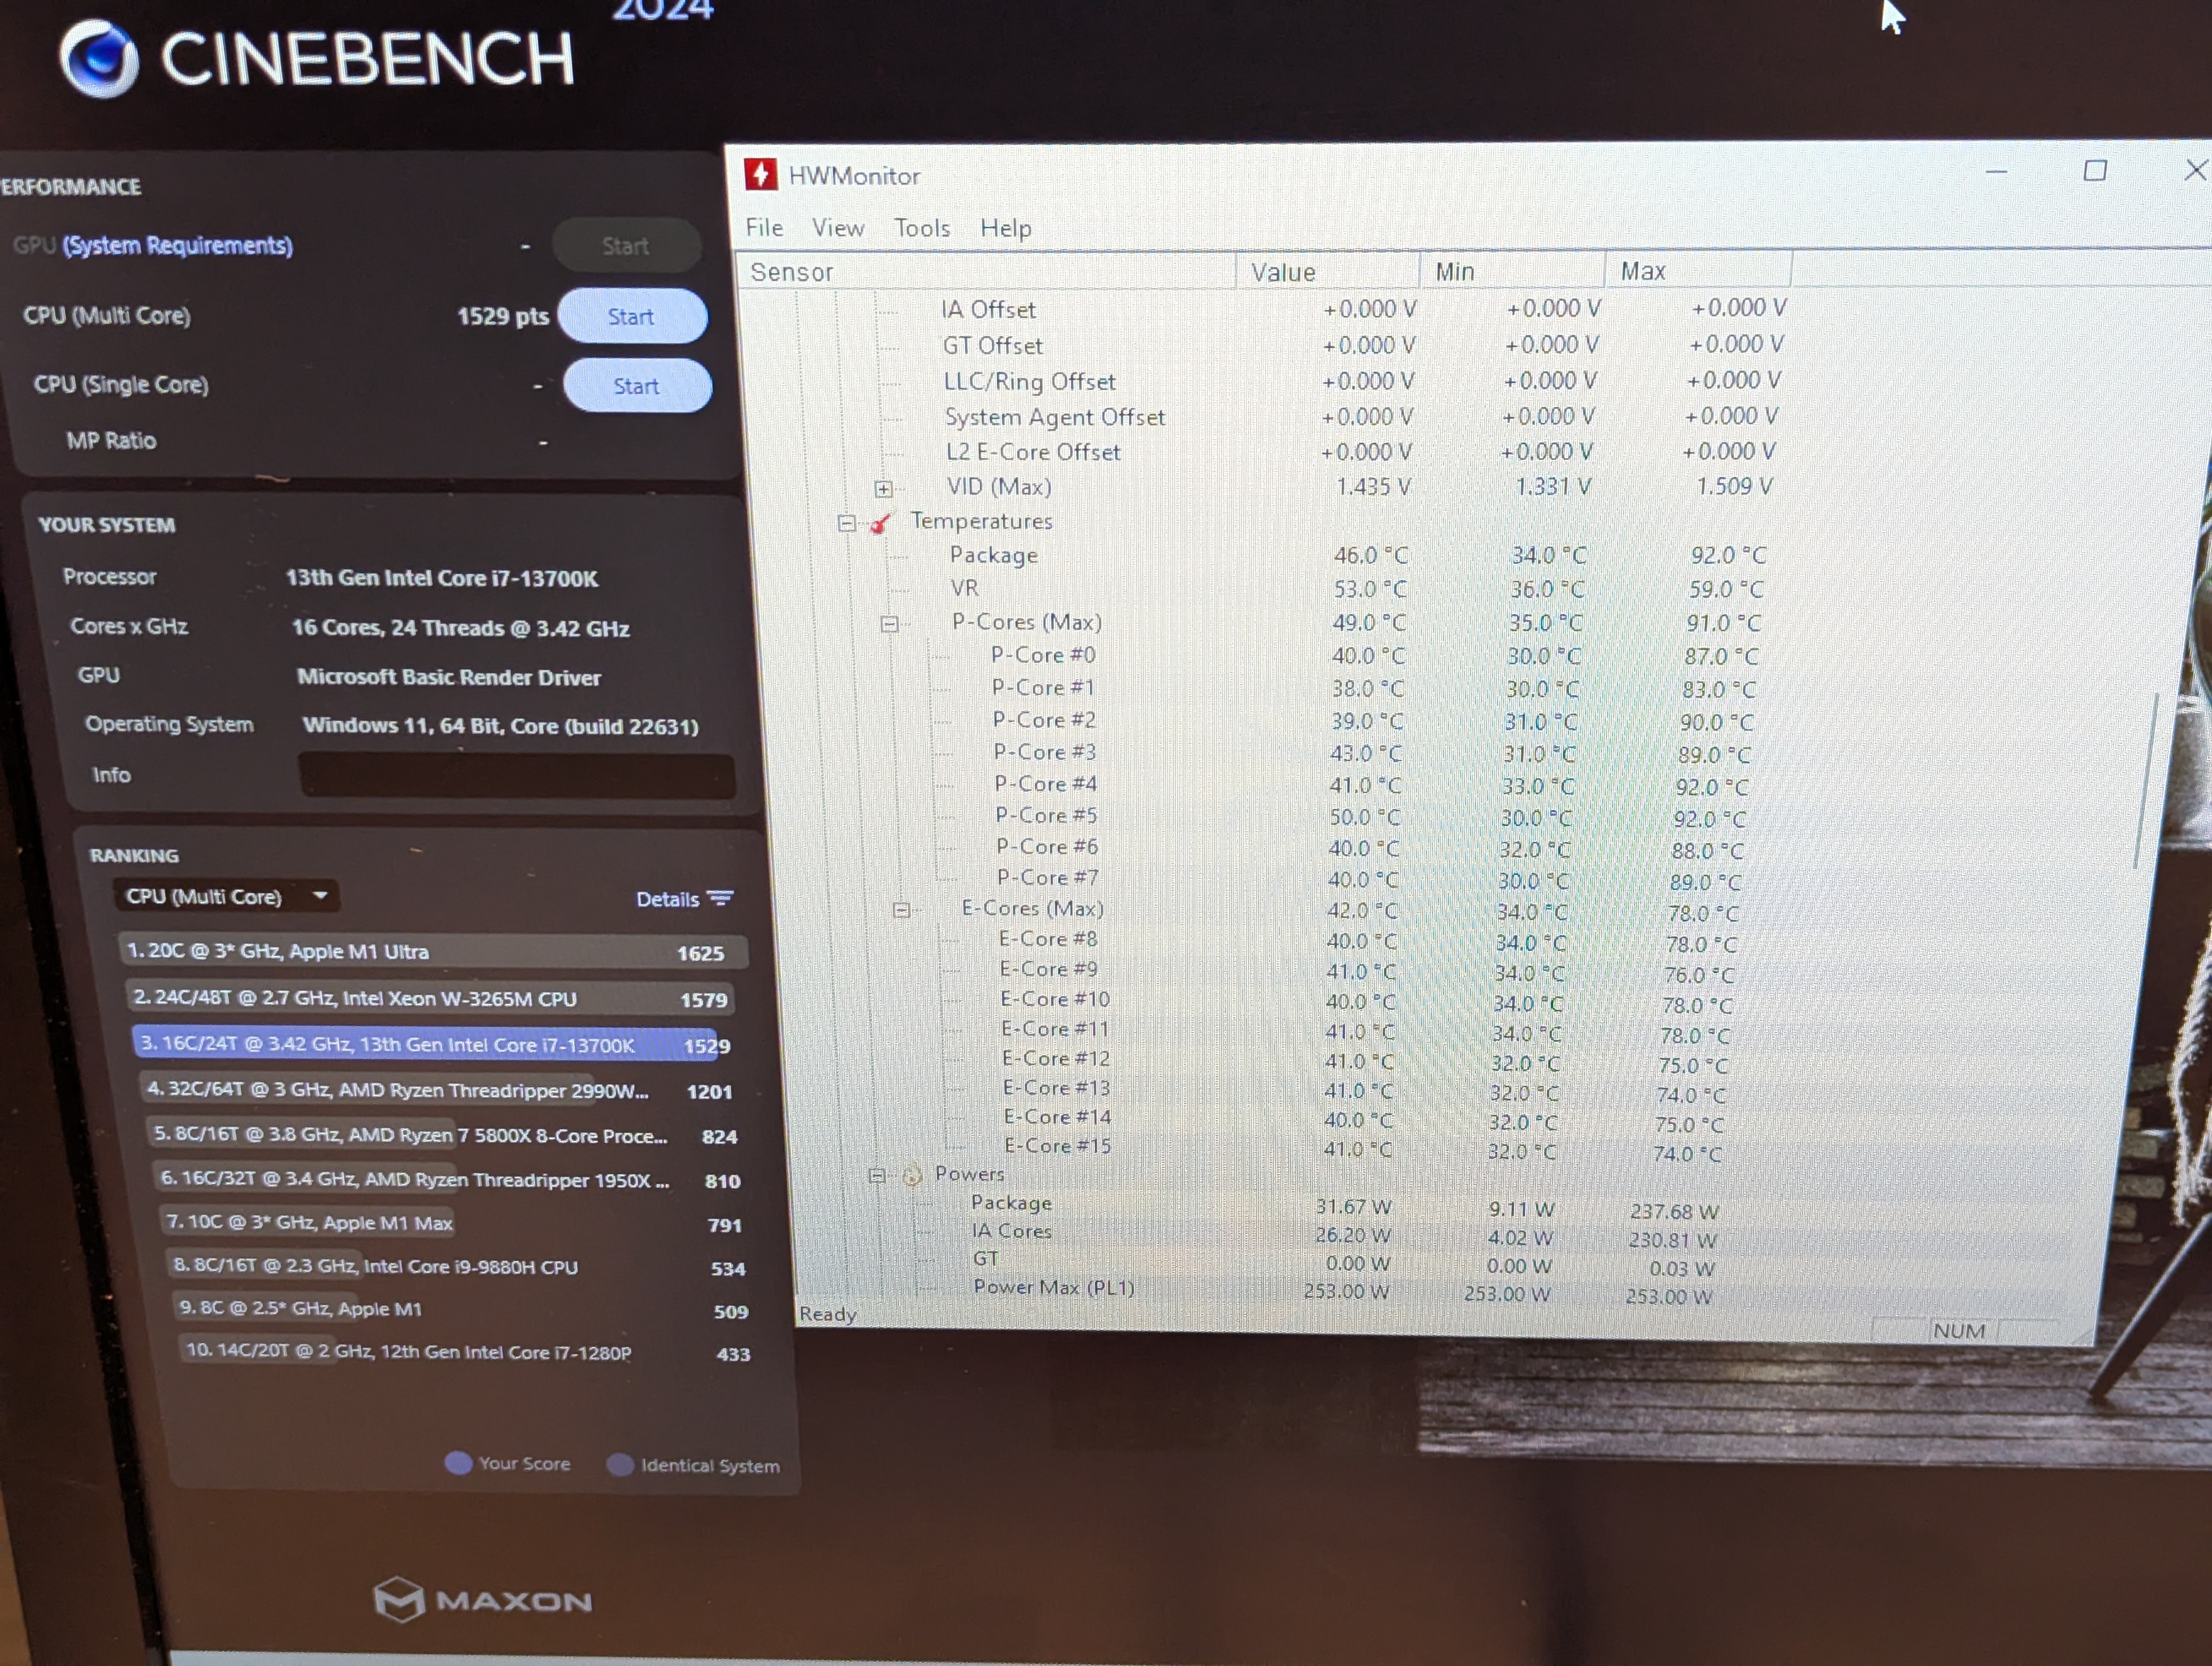 2024
CINEBENCH
ERFORMANCE
GPU (System Requirements) - Start
CPU (Multi Core) 1529 pts Start
CPU (Single Core) - Start
MP Ratio -
YOUR SYSTEM
Processor 13th Gen Intel Core i7-13700K
Cores x GHz 16 Cores, 24 Threads @ 3.42 GHz
GPU Microsoft Basic Render Driver
Operating System Windows 11, 64 Bit, Core (build 22631)
Info
RANKING
CPU (Multi Core) Details
1. 20C @ 3* GHz, Apple M1 Ultra 1625
2. 24C/48T @ 2.7 GHz, Intel Xeon W-3265M CPU 1579
3. 16C/24T @ 3.42 GHz, 13th Gen Intel Core i7-13700K 1529
4. 32C/64T @ 3 GHz, AMD Ryzen Threadripper 2990W... 1201
5. 8C/16T @ 3.8 GHz, AMD Ryzen 7 5800X 8-Core Proce... 824
6. 16C/32T @ 3.4 GHz, AMD Ryzen Threadripper 1950X ... 810
7. 10C @ 3* GHz, Apple M1 Max 791
8. 8C/16T @ 2.3 GHz, Intel Core i9-9880H CPU 534
9. 8C @ 2.5* GHz, Apple M1 509
10. 14C/20T @ 2 GHz, 12th Gen Intel Core i7-1280P 433
Your Score Identical System
MAXON
HWMonitor
File View Tools Help
Sensor Value Min Max
IA Offset +0.000 V +0.000 V +0.000 V
GT Offset +0.000 V +0.000 V +0.000 V
LLC/Ring Offset +0.000 V +0.000 V +0.000 V
System Agent Offset +0.000 V +0.000 V +0.000 V
L2 E-Core Offset +0.000 V +0.000 V +0.000 V
VID (Max) 1.435 V 1.331 V 1.509 V
Temperatures
Package 46.0 °C 34.0 °C 92.0 °C
VR 53.0 °C 36.0 °C 59.0 °C
P-Cores (Max) 49.0 °C 35.0 °C 91.0 °C
P-Core #0 40.0 °C 30.0 °C 87.0 °C
P-Core #1 38.0 °C 30.0 °C 83.0 °C
P-Core #2 39.0 °C 31.0 °C 90.0 °C
P-Core #3 43.0 °C 31.0 °C 89.0 °C
P-Core #4 41.0 °C 33.0 °C 92.0 °C
P-Core #5 50.0 °C 30.0 °C 92.0 °C
P-Core #6 40.0 °C 32.0 °C 88.0 °C
P-Core #7 40.0 °C 30.0 °C 89.0 °C
E-Cores (Max) 42.0 °C 34.0 °C 78.0 °C
E-Core #8 40.0 °C 34.0 °C 78.0 °C
E-Core #9 41.0 °C 34.0 °C 76.0 °C
E-Core #10 40.0 °C 34.0 °C 78.0 °C
E-Core #11 41.0 °C 34.0 °C 78.0 °C
E-Core #12 41.0 °C 32.0 °C 75.0 °C
E-Core #13 41.0 °C 32.0 °C 74.0 °C
E-Core #14 40.0 °C 32.0 °C 75.0 °C
E-Core #15 41.0 °C 32.0 °C 74.0 °C
Powers
Package 31.67 W 9.11 W 237.68 W
IA Cores 26.20 W 4.02 W 230.81 W
GT 0.00 W 0.00 W 0.03 W
Power Max (PL1) 253.00 W 253.00 W 253.00 W
Ready NUM